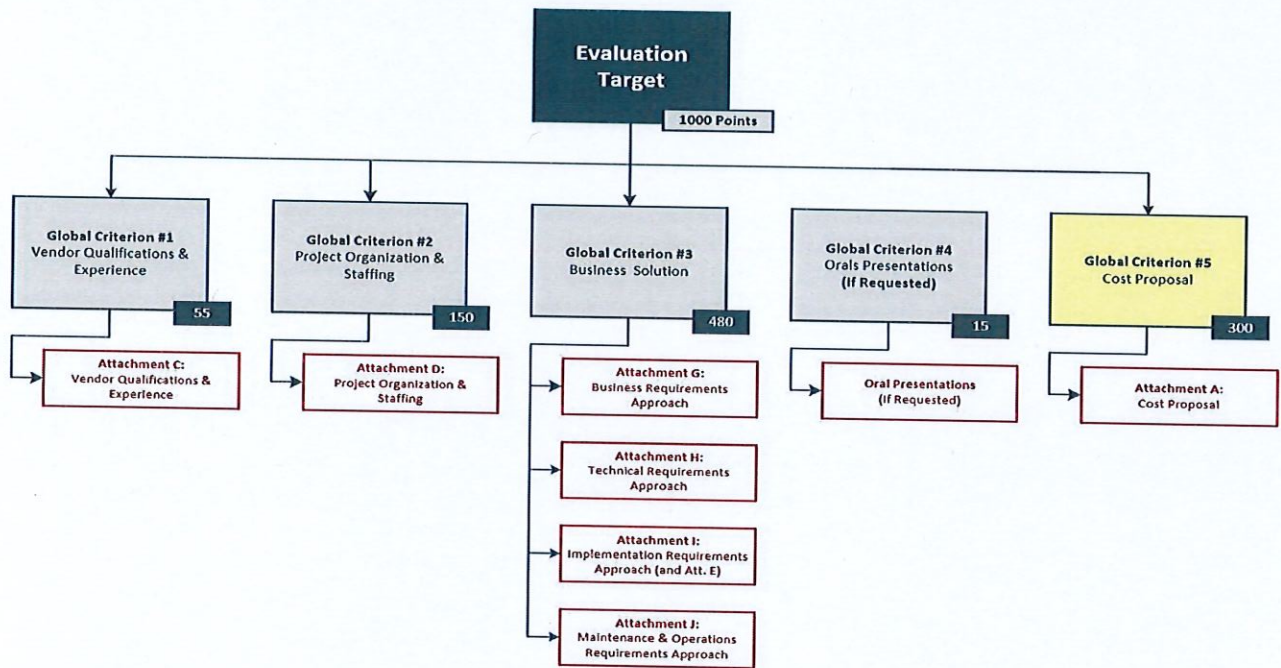 Evaluation
Target
1000 Points
Global Criterion #1
Vendor Qualifications &
Experience
55
Attachment C:
Vendor Qualifications &
Experience
Global Criterion #2
Project Organization &
Staffing
150
Attachment D:
Project Organization &
Staffing
Global Criterion #3
Business Solution
480
Attachment G:
Business Requirements
Approach
Attachment H:
Technical Requirements
Approach
Attachment I:
Implementation Requirements
Approach (and Att. E)
Attachment J:
Maintenance & Operations
Requirements Approach
Global Criterion #4
Orals Presentations
(If Requested)
15
Oral Presentations
(If Requested)
Global Criterion #5
Cost Proposal
300
Attachment A:
Cost Proposal